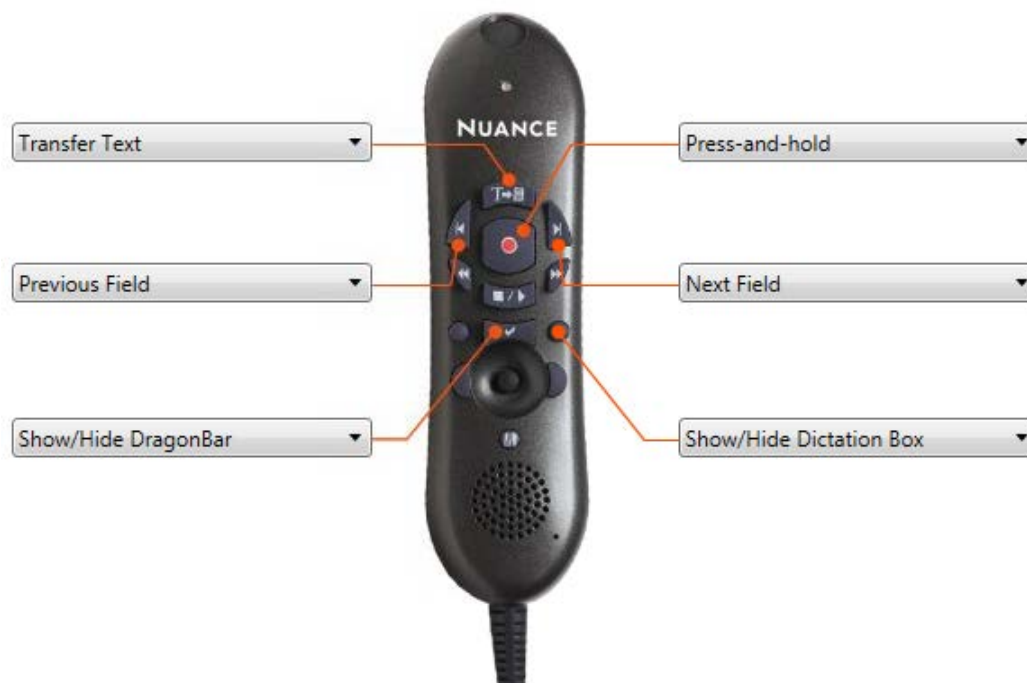 NUANCE
Transfer Text
Press-and-hold
T
Previous Field
Next Field
Show/Hide DragonBar
Show/Hide Dictation Box